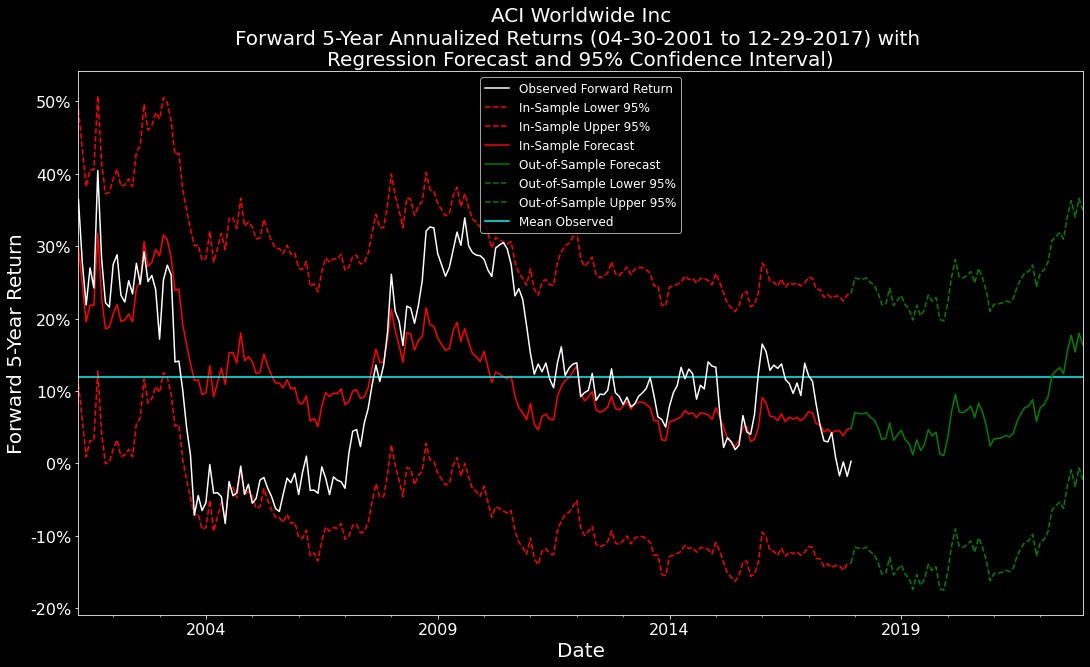 ACI Worldwide Inc
Forward 5-Year Annualized Returns (04-30-2001 to 12-29-2017) with
Regression Forecast and 95% Confidence Interval)
Observed Forward Return
In-Sample Lower 95%
In-Sample Upper 95%
In-Sample Forecast
Out-of-Sample Forecast
Out-of-Sample Lower 95%
Out-of-Sample Upper 95%
Mean Observed
Forward 5-Year Return
50%
40%
30%
20%
10%
0%
-10%
-20%
2004
2009
2014
2019
Date